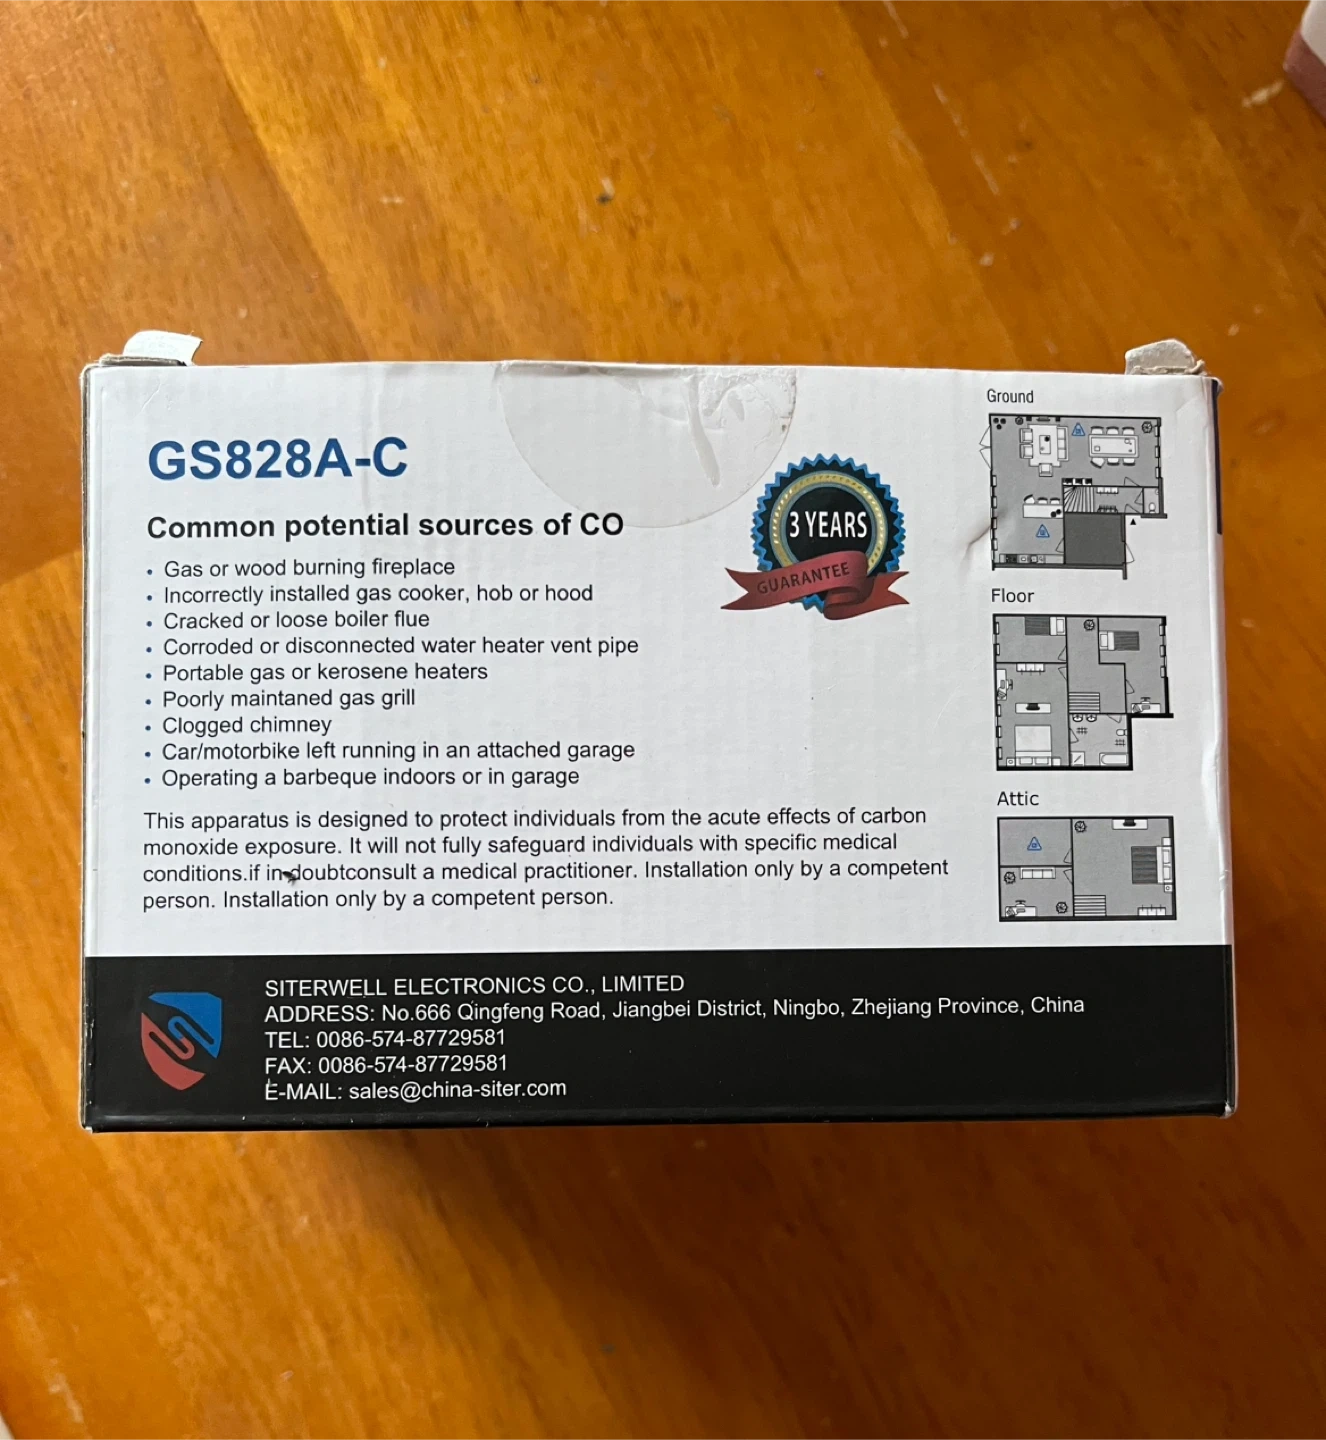 GS828A-C
Common potential sources of CO
• Gas or wood burning fireplace
• Incorrectly installed gas cooker, hob or hood
• Cracked or loose boiler flue
• Corroded or disconnected water heater vent pipe
• Portable gas or kerosene heaters
• Poorly maintaned gas grill
• Clogged chimney
• Car/motorbike left running in an attached garage
• Operating a barbeque indoors or in garage
This apparatus is designed to protect individuals from the acute effects of carbon
monoxide exposure. It will not fully safeguard individuals with specific medical
conditions.if in doubtconsult a medical practitioner. Installation only by a competent
person. Installation only by a competent person.
3 YEARS
GUARANTEE
Ground
Floor
Attic
SITERWELL ELECTRONICS CO., LIMITED
ADDRESS: No.666 Qingfeng Road, Jiangbei District, Ningbo, Zhejiang Province, China
TEL: 0086-574-87729581
FAX: 0086-574-87729581
E-MAIL: sales@china-siter.com